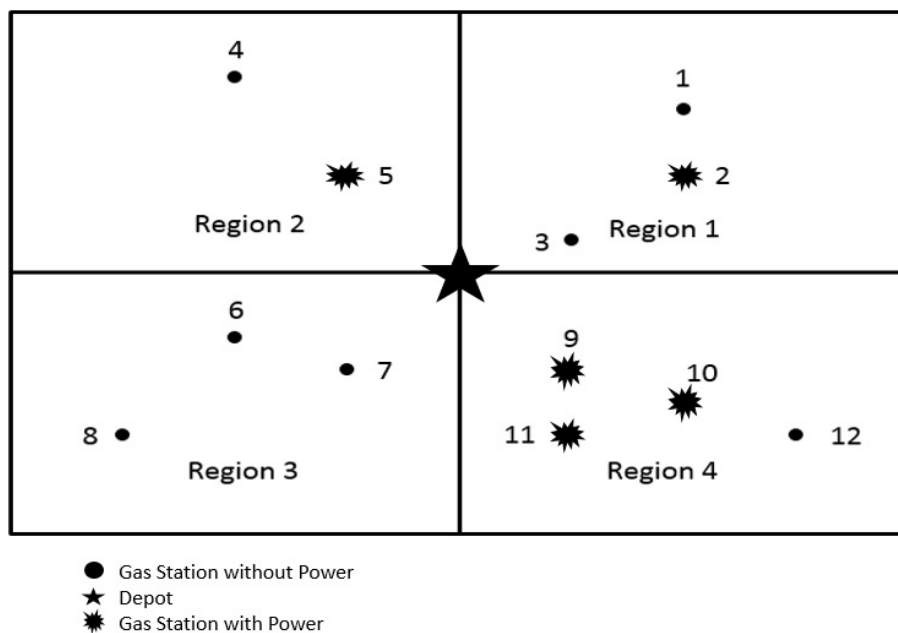 4
1
5
2
Region 2
Region 1
3
6
9
7
10
8
11
12
Region 3
Region 4
Gas Station without Power
Depot
Gas Station with Power